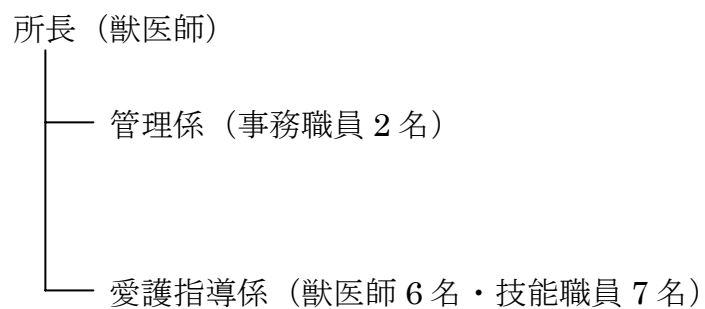 所長（獣医師）
管理係（事務職員 2 名）
愛護指導係（獣医師 6 名・技能職員 7 名）